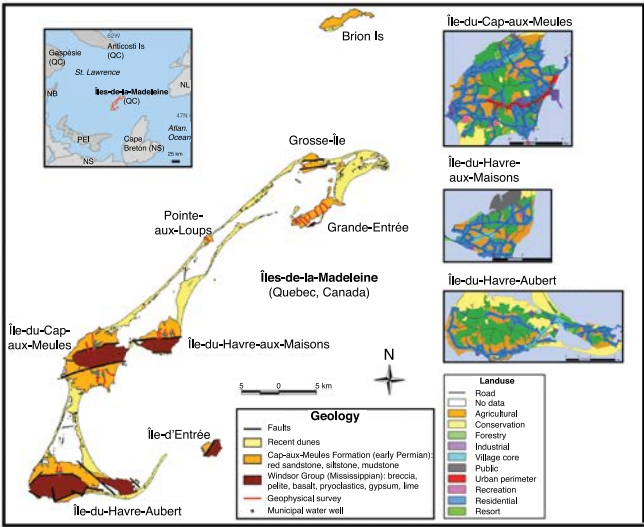 Brion Is
Île-du-Cap-aux-Meules
62W
Anticosti Is
(QC)
Gaspésie
(QC)
St. Lawrence
Îles-de-la-Madeleine
(QC)
NL
NB
47N
Atlan.
Ocean
PEI
Cape
Breton (NS)
NS
25 km
Grosse-Île
Île-du-Havre-
aux-Maisons
Pointe-
aux-Loups
Grande-Entrée
Îles-de-la-Madeleine
(Quebec, Canada)
Île-du-Havre-Aubert
Île-du-Cap-
aux-Meules
Île-du-Havre-aux-Maisons
N
5 0 5 km
Île-d'Entrée
Île-du-Havre-Aubert
Geology
Faults
Recent dunes
Cap-aux-Meules Formation (early Permian):
red sandstone, siltstone, mudstone
Windsor Group (Mississippian): breccia,
pelite, basalt, pryoclastics, gypsum, lime
Geophysical survey
Municipal water well
Landuse
Road
No data
Agricultural
Conservation
Forestry
Industrial
Village core
Public
Urban perimeter
Recreation
Residential
Resort